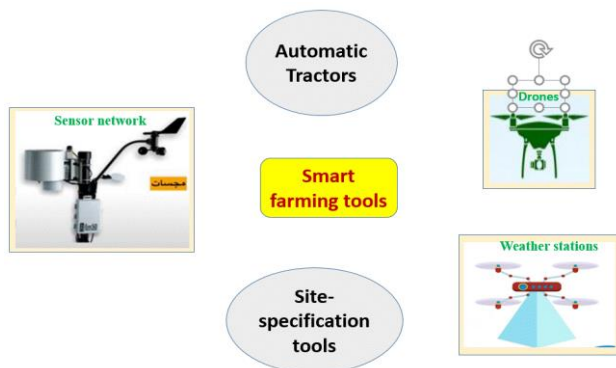 Automatic
Tractors
Drones
Sensor network
مجسات
Smart
farming tools
Weather stations
Site-
specification
tools